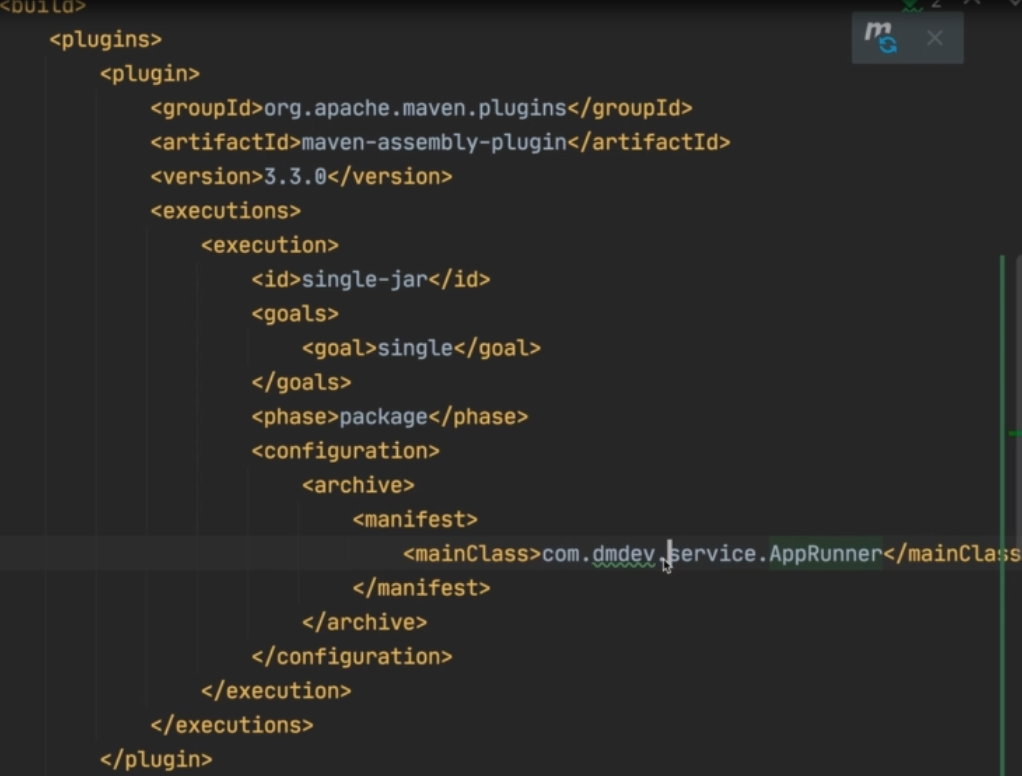 <build>
<plugins>
<plugin>
<groupId>org.apache.maven.plugins</groupId>
<artifactId>maven-assembly-plugin</artifactId>
<version>3.3.0</version>
<executions>
<execution>
<id>single-jar</id>
<goals>
<goal>single</goal>
</goals>
<phase>package</phase>
<configuration>
<archive>
<manifest>
<mainClass>com.dmdev.service.AppRunner</mainClass
</manifest>
</archive>
</configuration>
</execution>
</executions>
</plugin>
2
m